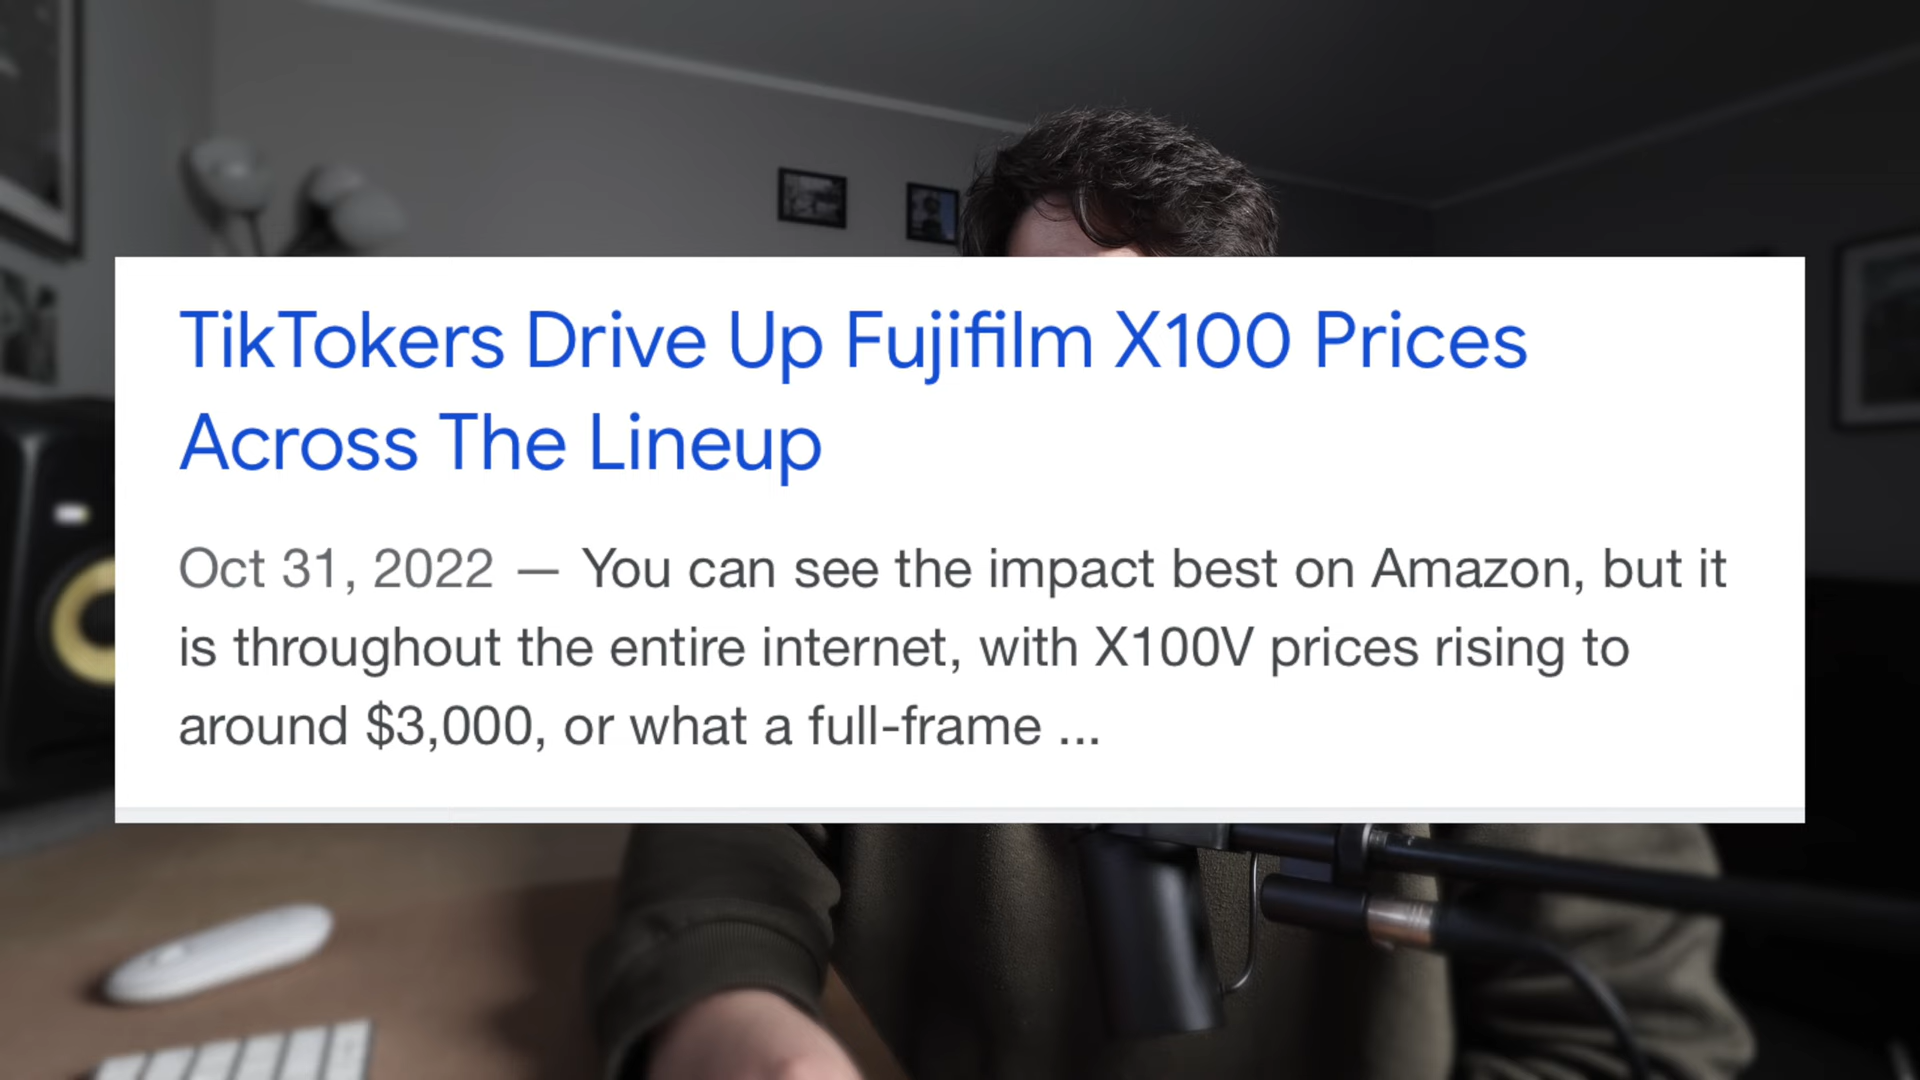 TikTokers Drive Up Fujifilm X100 Prices
Across The Lineup
Oct 31, 2022 — You can see the impact best on Amazon, but it
is throughout the entire internet, with X100V prices rising to
around $3,000, or what a full-frame ...